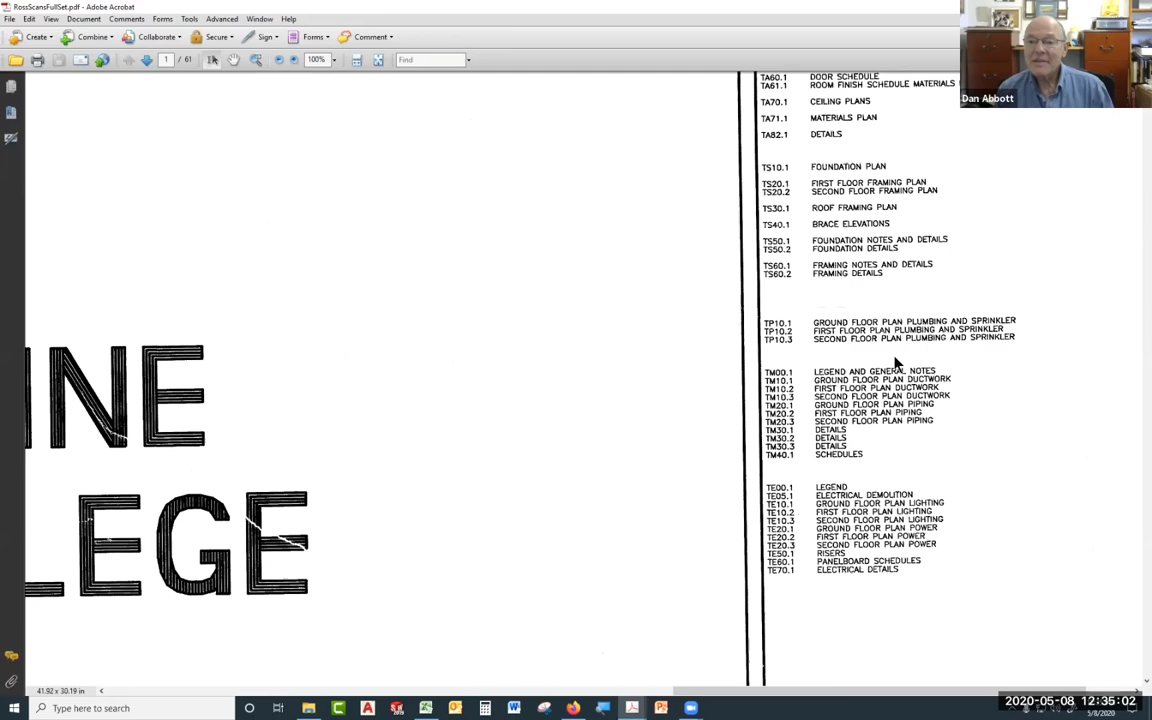 RossScansFullSet.pdf - Adobe Acrobat
File Edit View Document Comments Forms Tools Advanced Window Help
Create Combine Collaborate Secure Sign Forms Comment
1 / 61 100% Find
Dan Abbott
TA60.1 DOOR SCHEDULE
TA61.1 ROOM FINISH SCHEDULE MATERIALS
TA70.1 CEILING PLANS
TA71.1 MATERIALS PLAN
TA82.1 DETAILS
TS10.1 FOUNDATION PLAN
TS20.1 FIRST FLOOR FRAMING PLAN
TS20.2 SECOND FLOOR FRAMING PLAN
TS30.1 ROOF FRAMING PLAN
TS40.1 BRACE ELEVATIONS
TS50.1 FOUNDATION NOTES AND DETAILS
TS50.2 FOUNDATION DETAILS
TS60.1 FRAMING NOTES AND DETAILS
TS60.2 FRAMING DETAILS
TP10.1 GROUND FLOOR PLAN PLUMBING AND SPRINKLER
TP10.2 FIRST FLOOR PLAN PLUMBING AND SPRINKLER
TP10.3 SECOND FLOOR PLAN PLUMBING AND SPRINKLER
TM00.1 LEGEND AND GENERAL NOTES
TM10.1 GROUND FLOOR PLAN DUCTWORK
TM10.2 FIRST FLOOR PLAN DUCTWORK
TM10.3 SECOND FLOOR PLAN DUCTWORK
TM20.1 GROUND FLOOR PLAN PIPING
TM20.2 FIRST FLOOR PLAN PIPING
TM20.3 SECOND FLOOR PLAN PIPING
TM30.1 DETAILS
TM30.2 DETAILS
TM30.3 DETAILS
TM40.1 SCHEDULES
TE00.1 LEGEND
TE05.1 ELECTRICAL DEMOLITION
TE10.1 GROUND FLOOR PLAN LIGHTING
TE10.2 FIRST FLOOR PLAN LIGHTING
TE10.3 SECOND FLOOR PLAN LIGHTING
TE20.1 GROUND FLOOR PLAN POWER
TE20.2 FIRST FLOOR PLAN POWER
TE20.3 SECOND FLOOR PLAN POWER
TE50.1 RISERS
TE60.1 PANELBOARD SCHEDULES
TE70.1 ELECTRICAL DETAILS
INE
LEGE
41.92 x 30.19 in
Type here to search
2020-05-08 12:35:02
5/8/2020